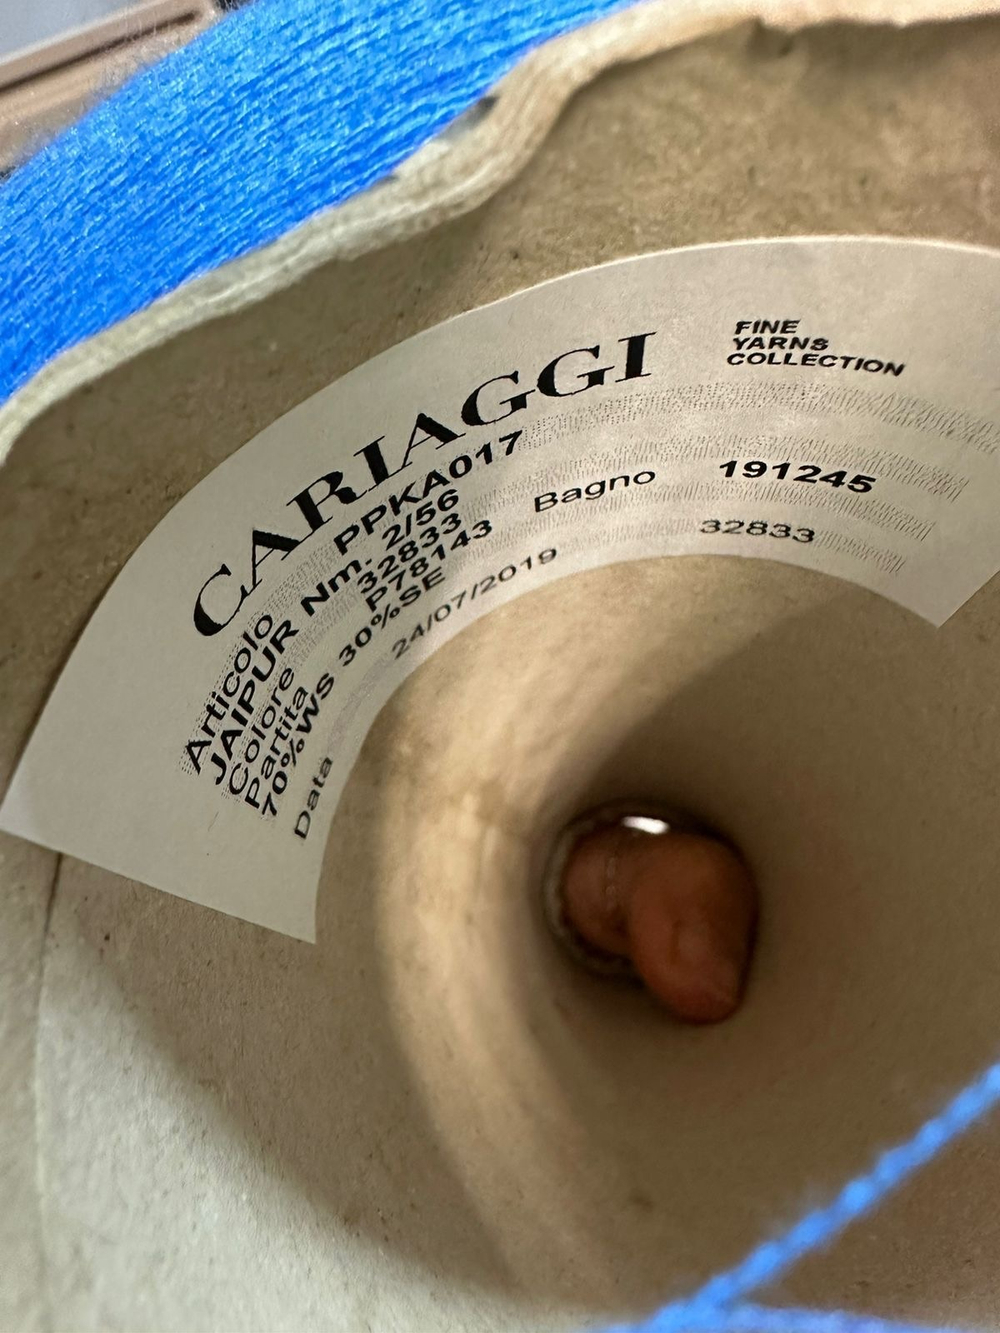 CARIAGGI
FINE
YARNS
COLLECTION
Articolo PPKA017
JAIPUR Nm. 2/56
Colore 32833 Bagno 191245
Partita P78143
70%WS 30%SE
Data 24/07/2019 32833